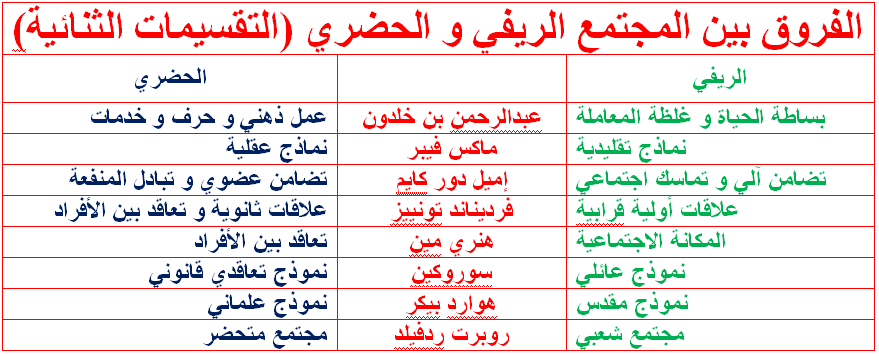 الفروق بين المجتمع الريفي و الحضري (التقسيمات الثنائية)
الريفي الحضري
بساطة الحياة و غلظة المعاملة عبدالرحمن بن خلدون عمل ذهني و حرف و خدمات
نماذج تقليدية ماكس فيبر نماذج عقلية
تضامن آلي و تماسك اجتماعي إميل دور كايم تضامن عضوي و تبادل المنفعة
علاقات أولية قرابية فرديناند تونييز علاقات ثانوية و تعاقد بين الأفراد
المكانة الاجتماعية هنري مين تعاقد بين الأفراد
نموذج عائلي سوروكين نموذج تعاقدي قانوني
نموذج مقدس هوارد بيكر نموذج علماني
مجتمع شعبي روبرت ردفيلد مجتمع متحضر